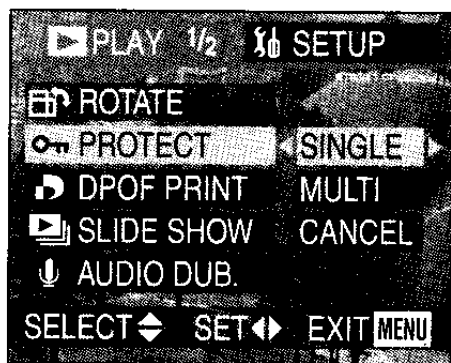 PLAY 1/2 SETUP
ROTATE
PROTECT SINGLE
DPOF PRINT MULTI
SLIDE SHOW CANCEL
AUDIO DUB.
SELECT SET EXIT MENU